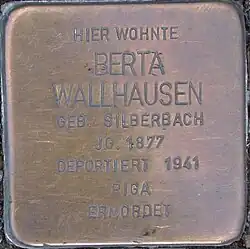 HIER WOHNTE
BERTA
WALLHAUSEN
GEB. SILBERBACH
JG. 1877
DEPORTIERT 1941
RIGA
ERMORDET